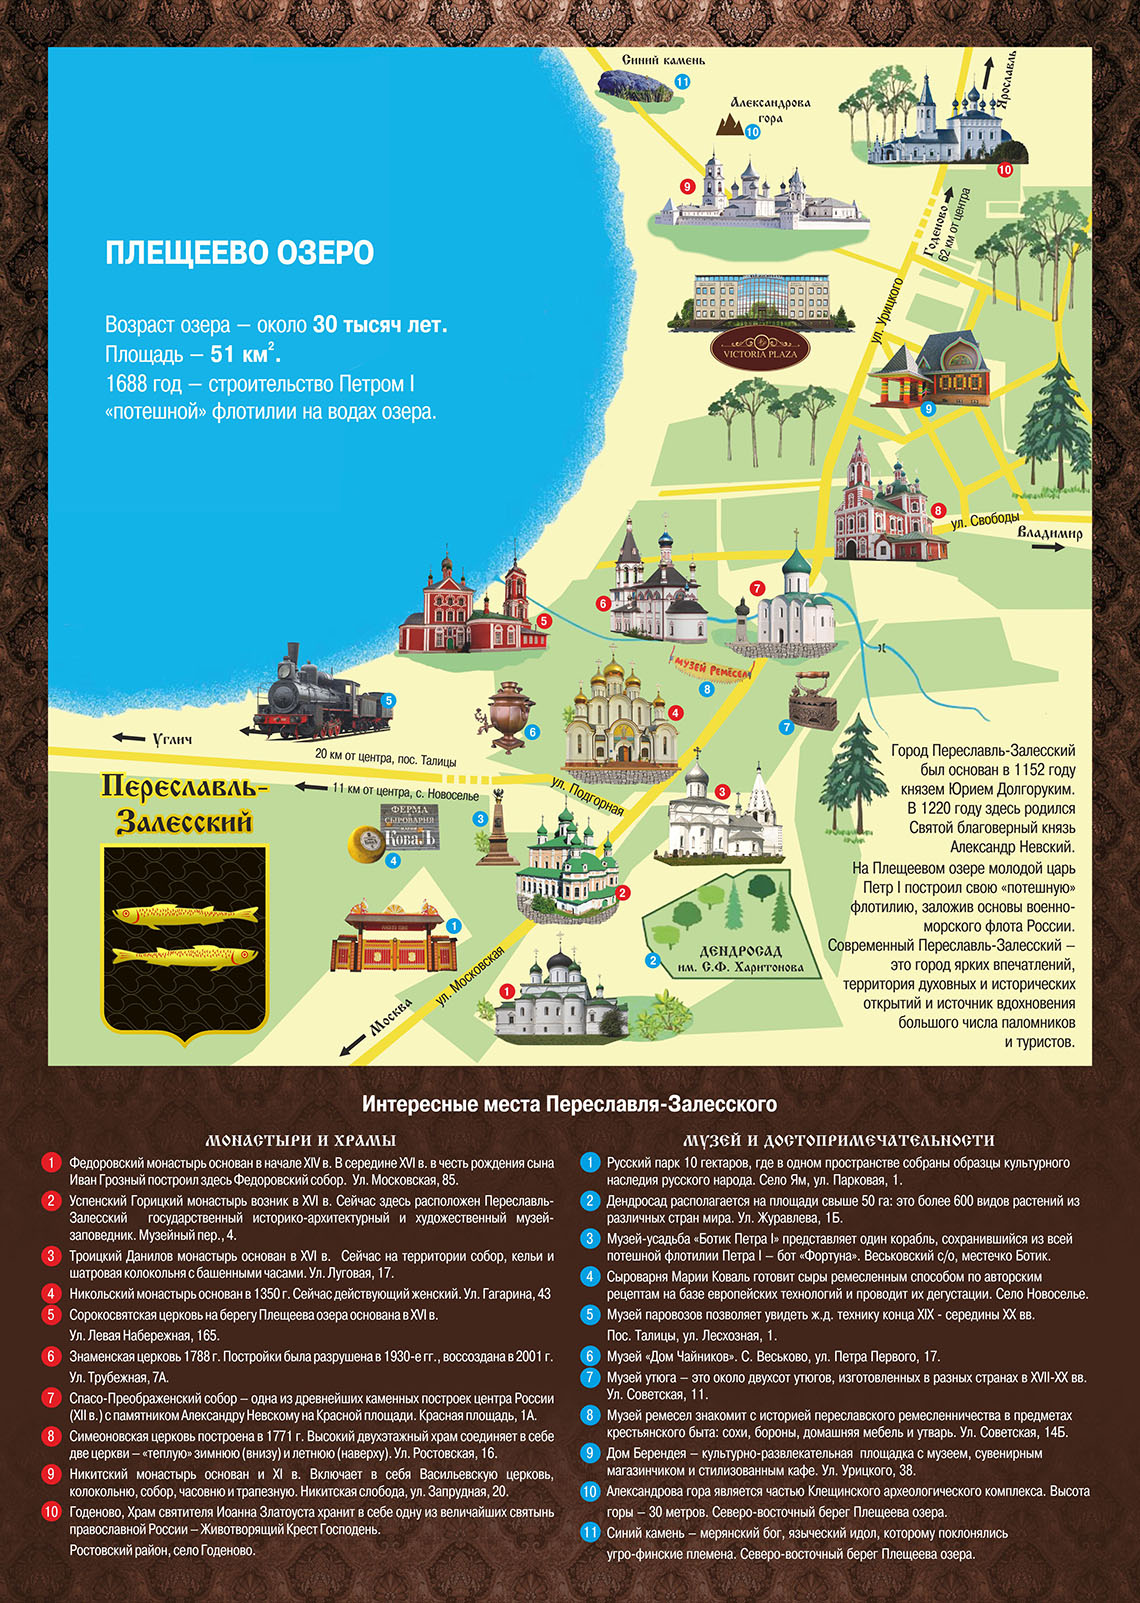 Синий камень
11
Александрова
гора
10
Ярославль
10
9
Годеново
62 км от центра
ПЛЕЩЕЕВО ОЗЕРО
Возраст озера – около 30 тысяч лет.
Площадь – 51 км².
1688 год – строительство Петром I
«потешной» флотилии на водах озера.
VICTORIA PLAZA
ул. Урицкого
9
8
ул. Свободы
Владимир
7
6
5
МУЗЕЙ РЕМЁСЕЛ
8
5
6
4
7
Углич
20 км от центра, пос. Талицы
11 км от центра, с. Новоселье
ул. Подгорная
Переславль-
Залесский
ФЕРМА
СЫРОВАРНЯ
КОВАЛЬ
4
3
3
2
1
ДЕНДРОСАД
им. С.Ф. Харитонова
2
ул. Московская
1
Москва
Город Переславль-Залесский
был основан в 1152 году
князем Юрием Долгоруким.
В 1220 году здесь родился
Святой благоверный князь
Александр Невский.
На Плещеевом озере молодой царь
Петр I построил свою «потешную»
флотилию, заложив основы военно-
морского флота России.
Современный Переславль-Залесский –
это город ярких впечатлений,
территория духовных и исторических
открытий и источник вдохновения
большого числа паломников
и туристов.
Интересные места Переславля-Залесского
МОНАСТЫРИ И ХРАМЫ
1 Федоровский монастырь основан в начале XIV в. В середине XVI в. в честь рождения сына
Иван Грозный построил здесь Федоровский собор. Ул. Московская, 85.
2 Успенский Горицкий монастырь возник в XVI в. Сейчас здесь расположен Переславль-
Залесский государственный историко-архитектурный и художественный музей-
заповедник. Музейный пер., 4.
3 Троицкий Данилов монастырь основан в XVI в. Сейчас на территории собор, кельи и
шатровая колокольня с башенными часами. Ул. Луговая, 17.
4 Никольский монастырь основан в 1350 г. Сейчас действующий женский. Ул. Гагарина, 43
5 Сорокосвятская церковь на берегу Плещеева озера основана в XVI в.
Ул. Левая Набережная, 165.
6 Знаменская церковь 1788 г. Постройки была разрушена в 1930-е гг., воссоздана в 2001 г.
Ул. Трубежная, 7А.
7 Спасо-Преображенский собор – одна из древнейших каменных построек центра России
(XII в.) с памятником Александру Невскому на Красной площади. Красная площадь, 1А.
8 Симеоновская церковь построена в 1771 г. Высокий двухэтажный храм соединяет в себе
две церкви – «теплую» зимнюю (внизу) и летнюю (наверху). Ул. Ростовская, 16.
9 Никитский монастырь основан и XI в. Включает в себя Васильевскую церковь,
колокольню, собор, часовню и трапезную. Никитская слобода, ул. Запрудная, 20.
10 Годеново, Храм святителя Иоанна Златоуста хранит в себе одну из величайших святынь
православной России – Животворящий Крест Господень.
Ростовский район, село Годеново.
МУЗЕЙ И ДОСТОПРИМЕЧАТЕЛЬНОСТИ
1 Русский парк 10 гектаров, где в одном пространстве собраны образцы культурного
наследия русского народа. Село Ям, ул. Парковая, 1.
2 Дендросад располагается на площади свыше 50 га: это более 600 видов растений из
различных стран мира. Ул. Журавлева, 1Б.
3 Музей-усадьба «Ботик Петра I» представляет один корабль, сохранившийся из всей
потешной флотилии Петра I – бот «Фортуна». Веськовский с/о, местечко Ботик.
4 Сыроварня Марии Коваль готовит сыры ремесленным способом по авторским
рецептам на базе европейских технологий и проводит их дегустации. Село Новоселье.
5 Музей паровозов позволяет увидеть ж.д. технику конца XIX - середины XX вв.
Пос. Талицы, ул. Лесхозная, 1.
6 Музей «Дом Чайников». С. Веськово, ул. Петра Первого, 17.
7 Музей утюга – это около двухсот утюгов, изготовленных в разных странах в XVII-XX вв.
Ул. Советская, 11.
8 Музей ремесел знакомит с историей переславского ремесленничества в предметах
крестьянского быта: сохи, бороны, домашняя мебель и утварь. Ул. Советская, 14Б.
9 Дом Берендея – культурно-развлекательная площадка с музеем, сувенирным
магазинчиком и стилизованным кафе. Ул. Урицкого, 38.
10 Александрова гора является частью Клещинского археологического комплекса. Высота
горы – 30 метров. Северо-восточный берег Плещеева озера.
11 Синий камень – мерянский бог, языческий идол, которому поклонялись
угро-финские племена. Северо-восточный берег Плещеева озера.